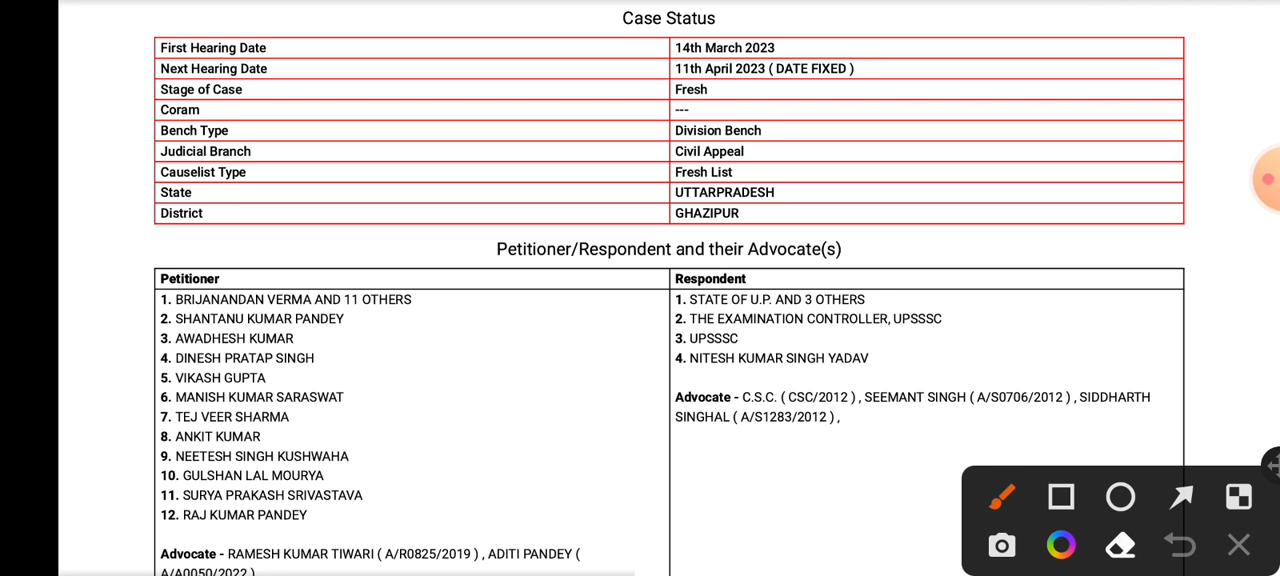 Case Status
First Hearing Date 14th March 2023
Next Hearing Date 11th April 2023 ( DATE FIXED )
Stage of Case Fresh
Coram ---
Bench Type Division Bench
Judicial Branch Civil Appeal
Causelist Type Fresh List
State UTTARPRADESH
District GHAZIPUR
Petitioner/Respondent and their Advocate(s)
Petitioner Respondent
1. BRIJANANDAN VERMA AND 11 OTHERS 1. STATE OF U.P. AND 3 OTHERS
2. SHANTANU KUMAR PANDEY 2. THE EXAMINATION CONTROLLER, UPSSSC
3. AWADHESH KUMAR 3. UPSSSC
4. DINESH PRATAP SINGH 4. NITESH KUMAR SINGH YADAV
5. VIKASH GUPTA
6. MANISH KUMAR SARASWAT Advocate - C.S.C. ( CSC/2012 ) , SEEMANT SINGH ( A/S0706/2012 ) , SIDDHARTH
7. TEJ VEER SHARMA SINGHAL ( A/S1283/2012 ) ,
8. ANKIT KUMAR
9. NEETESH SINGH KUSHWAHA
10. GULSHAN LAL MOURYA
11. SURYA PRAKASH SRIVASTAVA
12. RAJ KUMAR PANDEY
Advocate - RAMESH KUMAR TIWARI ( A/R0825/2019 ) , ADITI PANDEY (
A/A0050/2022 )